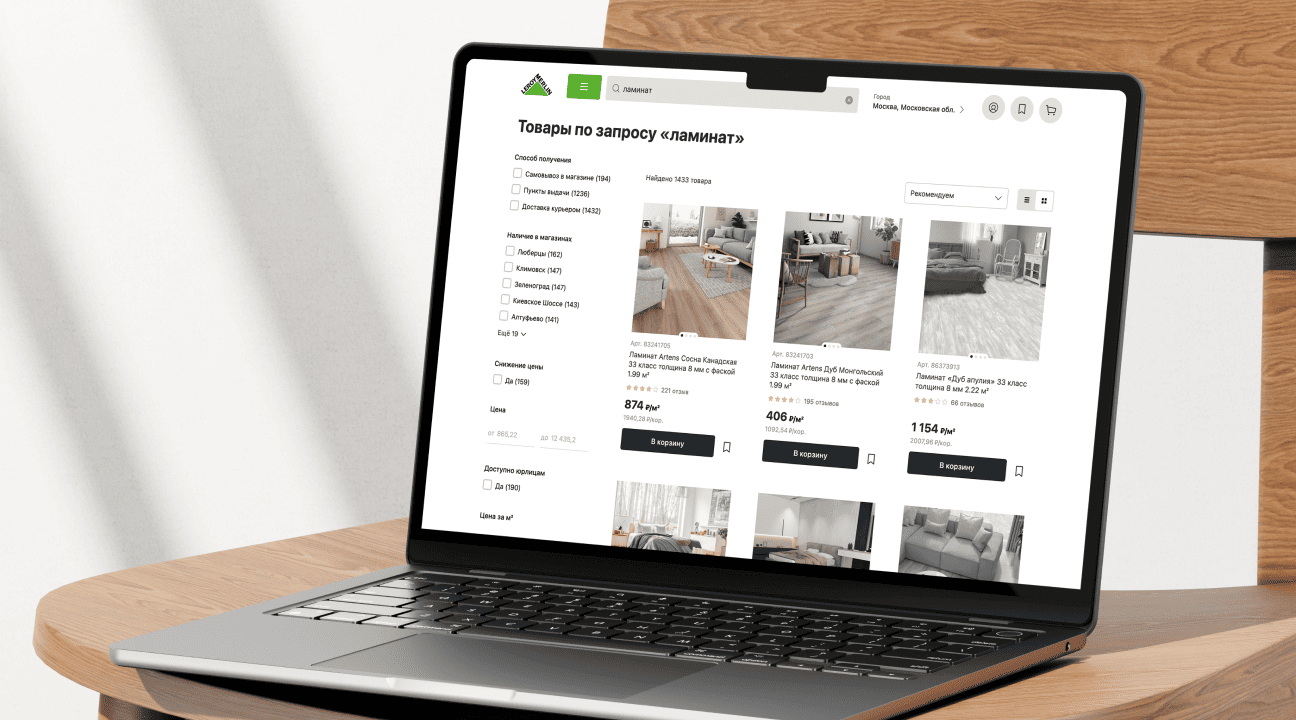 LEROY MERLIN
ламинат
Город
Москва, Московская обл.
Товары по запросу «ламинат»
Способ получения
Самовывоз в магазине (194)
Пункты выдачи (1236)
Доставка курьером (1432)
Наличие в магазинах
Люберцы (162)
Климовск (147)
Зеленоград (147)
Киевское Шоссе (143)
Алтуфьево (141)
Ещё 19
Снижение цены
Да (159)
Цена
от 865,22
до 12 435,2
Доступно юрлицам
Да (190)
Цена за м²
Найдено 1433 товара
Рекомендуем
Арт. 83241705
Ламинат Artens Сосна Канадская
33 класс толщина 8 мм с фаской
1.99 м²
221 отзыв
874 ₽/м²
1940,28 ₽/кор.
В корзину
Арт. 83241703
Ламинат Artens Дуб Монгольский
33 класс толщина 8 мм с фаской
1.99 м²
195 отзывов
406 ₽/м²
1092,54 ₽/кор.
В корзину
Арт. 86373913
Ламинат «Дуб апулия» 33 класс
толщина 8 мм 2.22 м²
66 отзывов
1 154 ₽/м²
2007,96 ₽/кор.
В корзину